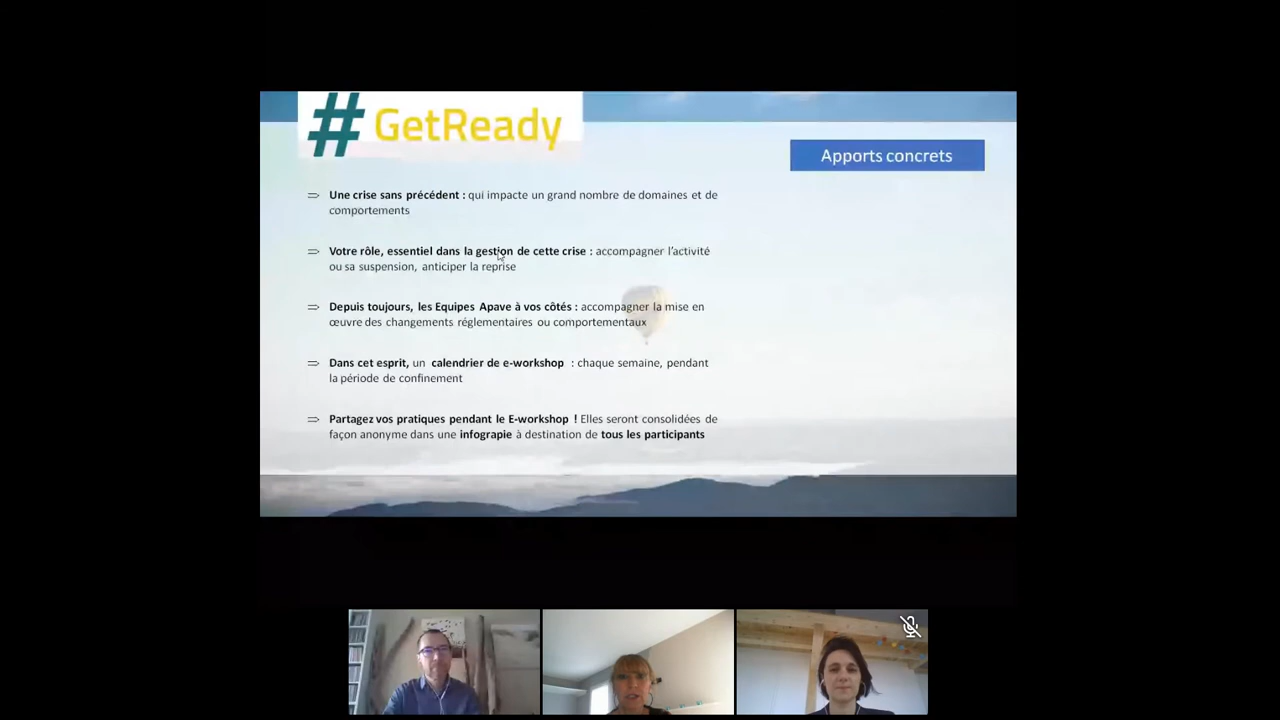 #GetReady
Apports concrets
⇒ Une crise sans précédent : qui impacte un grand nombre de domaines et de
comportements
⇒ Votre rôle, essentiel dans la gestion de cette crise : accompagner l’activité
ou sa suspension, anticiper la reprise
⇒ Depuis toujours, les Equipes Apave à vos côtés : accompagner la mise en
œuvre des changements réglementaires ou comportementaux
⇒ Dans cet esprit, un calendrier de e-workshop : chaque semaine, pendant
la période de confinement
⇒ Partagez vos pratiques pendant le E-workshop ! Elles seront consolidées de
façon anonyme dans une infograpie à destination de tous les participants